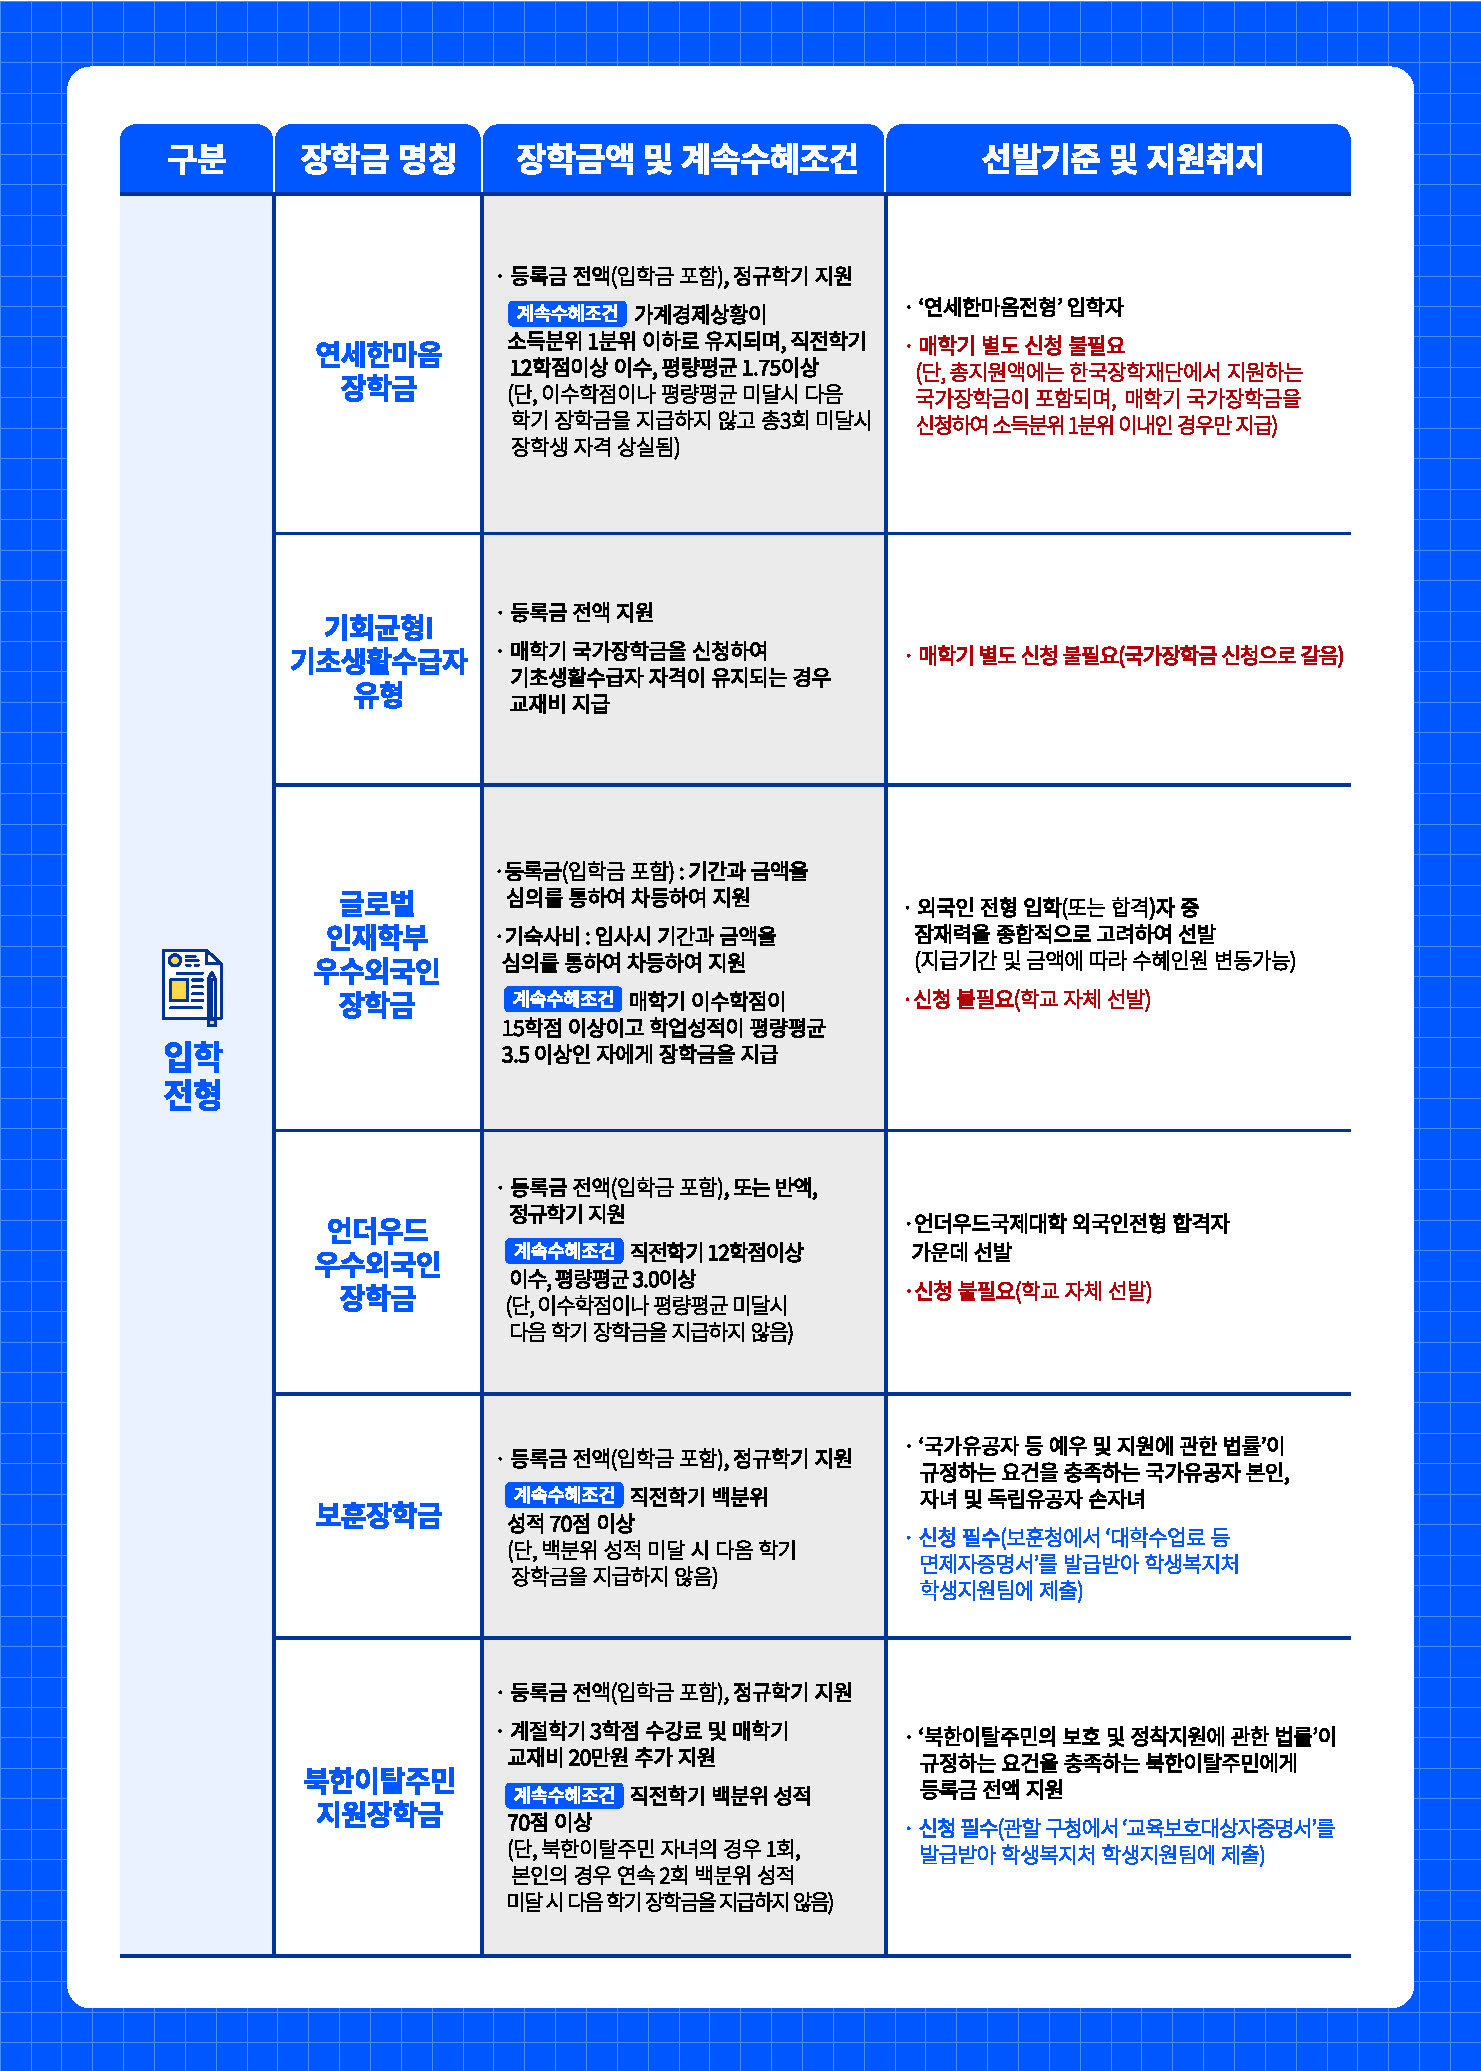 구분
장학금 명칭
장학금액 및 계속수혜조건
선발기준 및 지원취지
입학
전형
연세한마음
장학금
· 등록금 전액(입학금 포함), 정규학기 지원
계속수혜조건 가계경제상황이
소득분위 1분위 이하로 유지되며, 직전학기
12학점이상 이수, 평량평균 1.75이상
(단, 이수학점이나 평량평균 미달시 다음
학기 장학금을 지급하지 않고 총3회 미달시
장학생 자격 상실됨)
· ‘연세한마음전형’ 입학자
· 매학기 별도 신청 불필요
(단, 총지원액에는 한국장학재단에서 지원하는
국가장학금이 포함되며, 매학기 국가장학금을
신청하여 소득분위 1분위 이내인 경우만 지급)
기회균형I
기초생활수급자
유형
· 등록금 전액 지원
· 매학기 국가장학금을 신청하여
기초생활수급자 자격이 유지되는 경우
교재비 지급
· 매학기 별도 신청 불필요(국가장학금 신청으로 갈음)
글로벌
인재학부
우수외국인
장학금
·등록금(입학금 포함) : 기간과 금액을
심의를 통하여 차등하여 지원
·기숙사비 : 입사시 기간과 금액을
심의를 통하여 차등하여 지원
계속수혜조건 매학기 이수학점이
15학점 이상이고 학업성적이 평량평균
3.5 이상인 자에게 장학금을 지급
· 외국인 전형 입학(또는 합격)자 중
잠재력을 종합적으로 고려하여 선발
(지급기간 및 금액에 따라 수혜인원 변동가능)
·신청 불필요(학교 자체 선발)
언더우드
우수외국인
장학금
· 등록금 전액(입학금 포함), 또는 반액,
정규학기 지원
계속수혜조건 직전학기 12학점이상
이수, 평량평균 3.0이상
(단, 이수학점이나 평량평균 미달시
다음 학기 장학금을 지급하지 않음)
·언더우드국제대학 외국인전형 합격자
가운데 선발
·신청 불필요(학교 자체 선발)
보훈장학금
· 등록금 전액(입학금 포함), 정규학기 지원
계속수혜조건 직전학기 백분위
성적 70점 이상
(단, 백분위 성적 미달 시 다음 학기
장학금을 지급하지 않음)
· ‘국가유공자 등 예우 및 지원에 관한 법률’이
규정하는 요건을 충족하는 국가유공자 본인,
자녀 및 독립유공자 손자녀
· 신청 필수(보훈청에서 ‘대학수업료 등
면제자증명서’를 발급받아 학생복지처
학생지원팀에 제출)
북한이탈주민
지원장학금
· 등록금 전액(입학금 포함), 정규학기 지원
· 계절학기 3학점 수강료 및 매학기
교재비 20만원 추가 지원
계속수혜조건 직전학기 백분위 성적
70점 이상
(단, 북한이탈주민 자녀의 경우 1회,
본인의 경우 연속 2회 백분위 성적
미달 시 다음 학기 장학금을 지급하지 않음)
· ‘북한이탈주민의 보호 및 정착지원에 관한 법률’이
규정하는 요건을 충족하는 북한이탈주민에게
등록금 전액 지원
· 신청 필수(관할 구청에서 ‘교육보호대상자증명서’를
발급받아 학생복지처 학생지원팀에 제출)